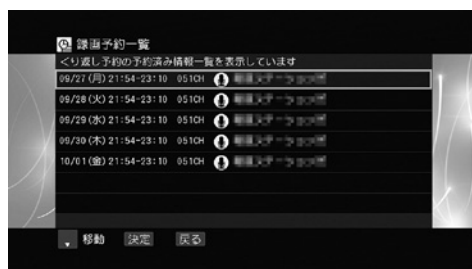 録画予約一覧
くり返し予約の予約済み情報一覧を表示しています
09/27(月)21:54-23:10 051CH
09/28(火)21:54-23:10 051CH
09/29(水)21:54-23:10 051CH
09/30(木)21:54-23:10 051CH
10/01(金)21:54-23:10 051CH
移動 決定 戻る